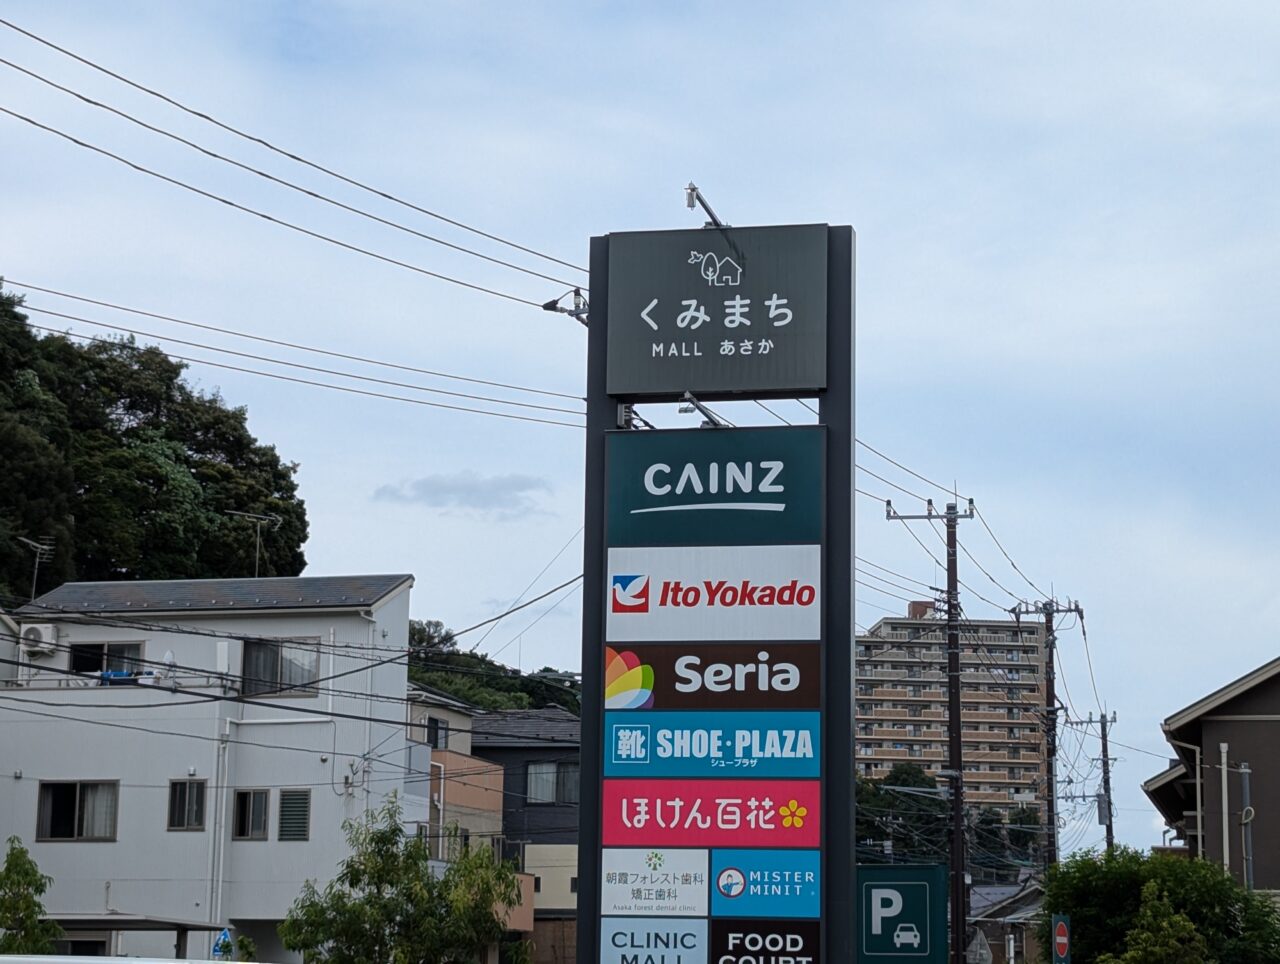 くみまち
MALL あさか
CAINZ
ItoYokado
Seria
靴 SHOE・PLAZA
シュープラザ
ほけん百花
朝霞フォレスト歯科
矯正歯科
Asaka forest dental clinic
MISTER
MINIT
CLINIC
MALL
FOOD
COURT
P